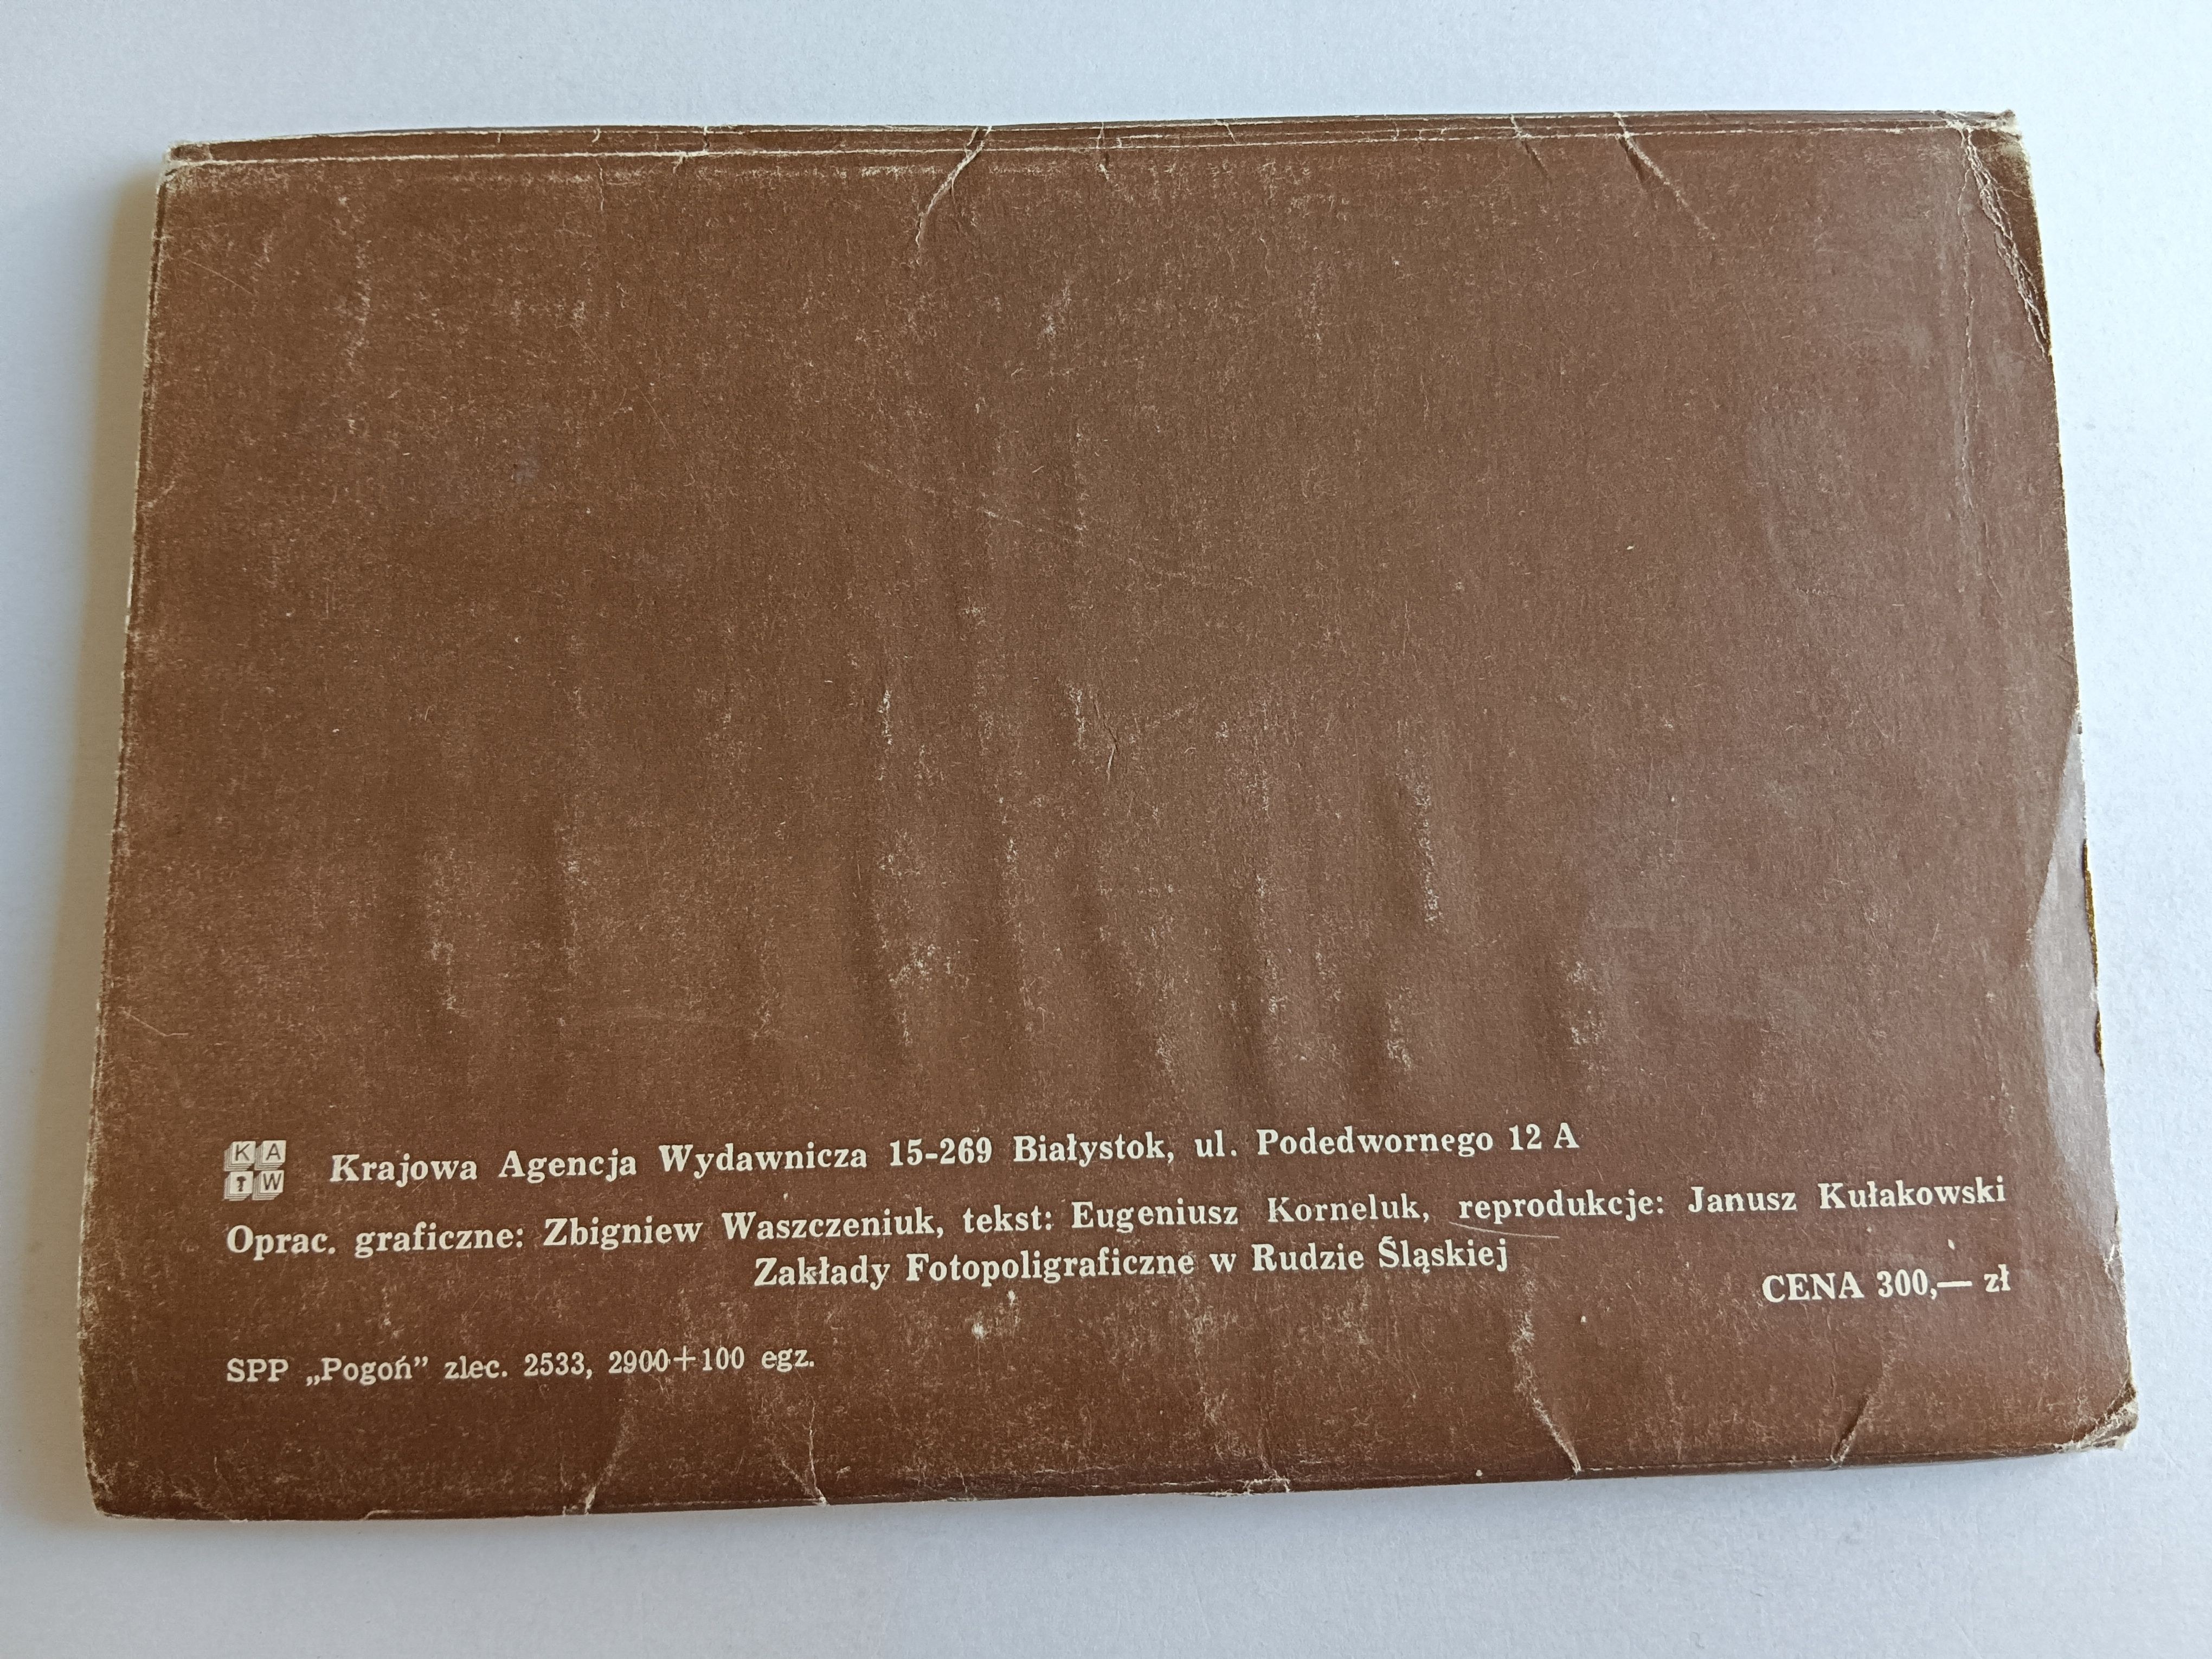 K A
W
Krajowa Agencja Wydawnicza 15-269 Białystok, ul. Podedwornego 12 A
Oprac. graficzne: Zbigniew Waszczeniuk, tekst: Eugeniusz Korneluk, reprodukcje: Janusz Kułakowski
Zakłady Fotopoligraficzne w Rudzie Śląskiej
CENA 300,— zł
SPP „Pogoń” zlec. 2533, 2900+100 egz.